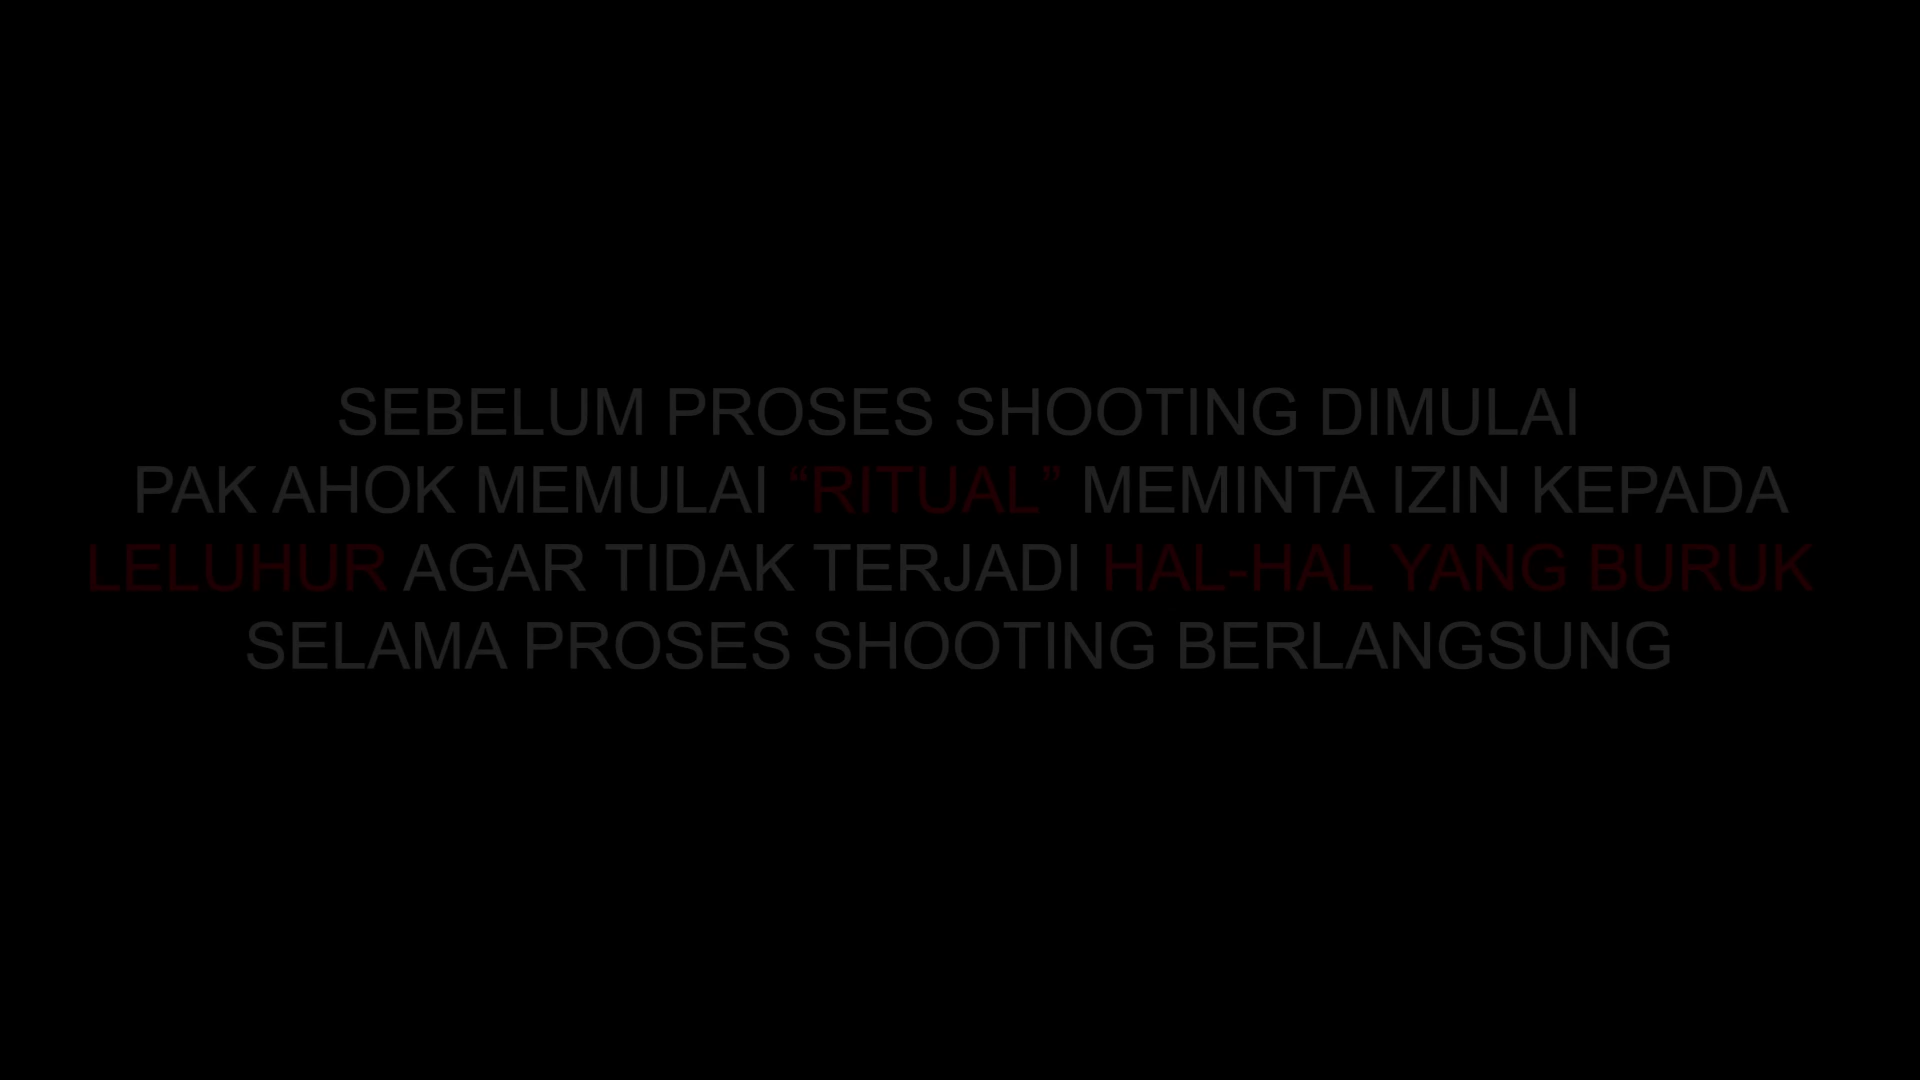 SEBELUM PROSES SHOOTING DIMULAI
PAK AHOK MEMULAI “RITUAL” MEMINTA IZIN KEPADA
LELUHUR AGAR TIDAK TERJADI HAL-HAL YANG BURUK
SELAMA PROSES SHOOTING BERLANGSUNG